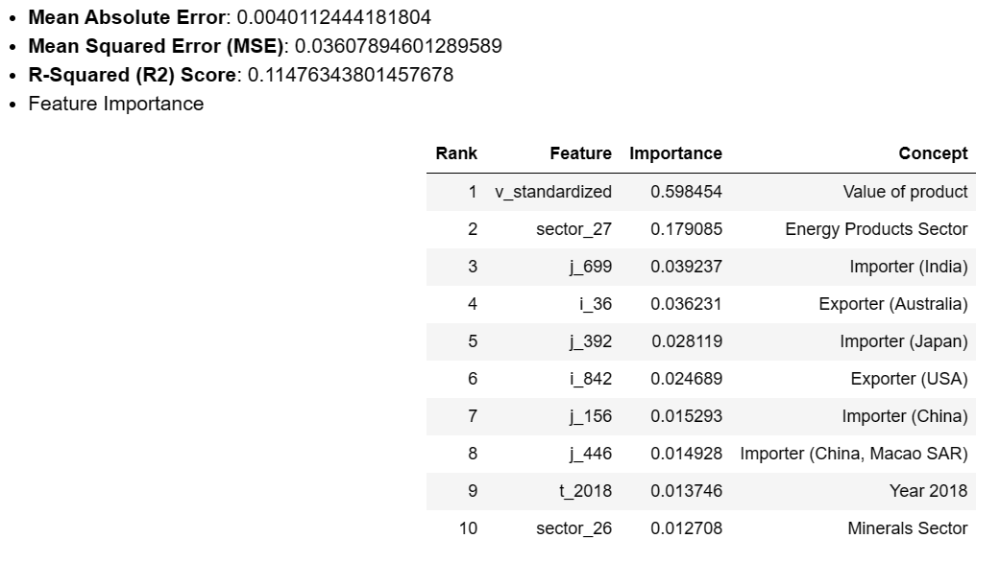 Mean Absolute Error: 0.0040112444181804
Mean Squared Error (MSE): 0.03607894601289589
R-Squared (R2) Score: 0.11476343801457678
Feature Importance
Rank Feature Importance Concept
1 v_standardized 0.598454 Value of product
2 sector_27 0.179085 Energy Products Sector
3 j_699 0.039237 Importer (India)
4 i_36 0.036231 Exporter (Australia)
5 j_392 0.028119 Importer (Japan)
6 i_842 0.024689 Exporter (USA)
7 j_156 0.015293 Importer (China)
8 j_446 0.014928 Importer (China, Macao SAR)
9 t_2018 0.013746 Year 2018
10 sector_26 0.012708 Minerals Sector